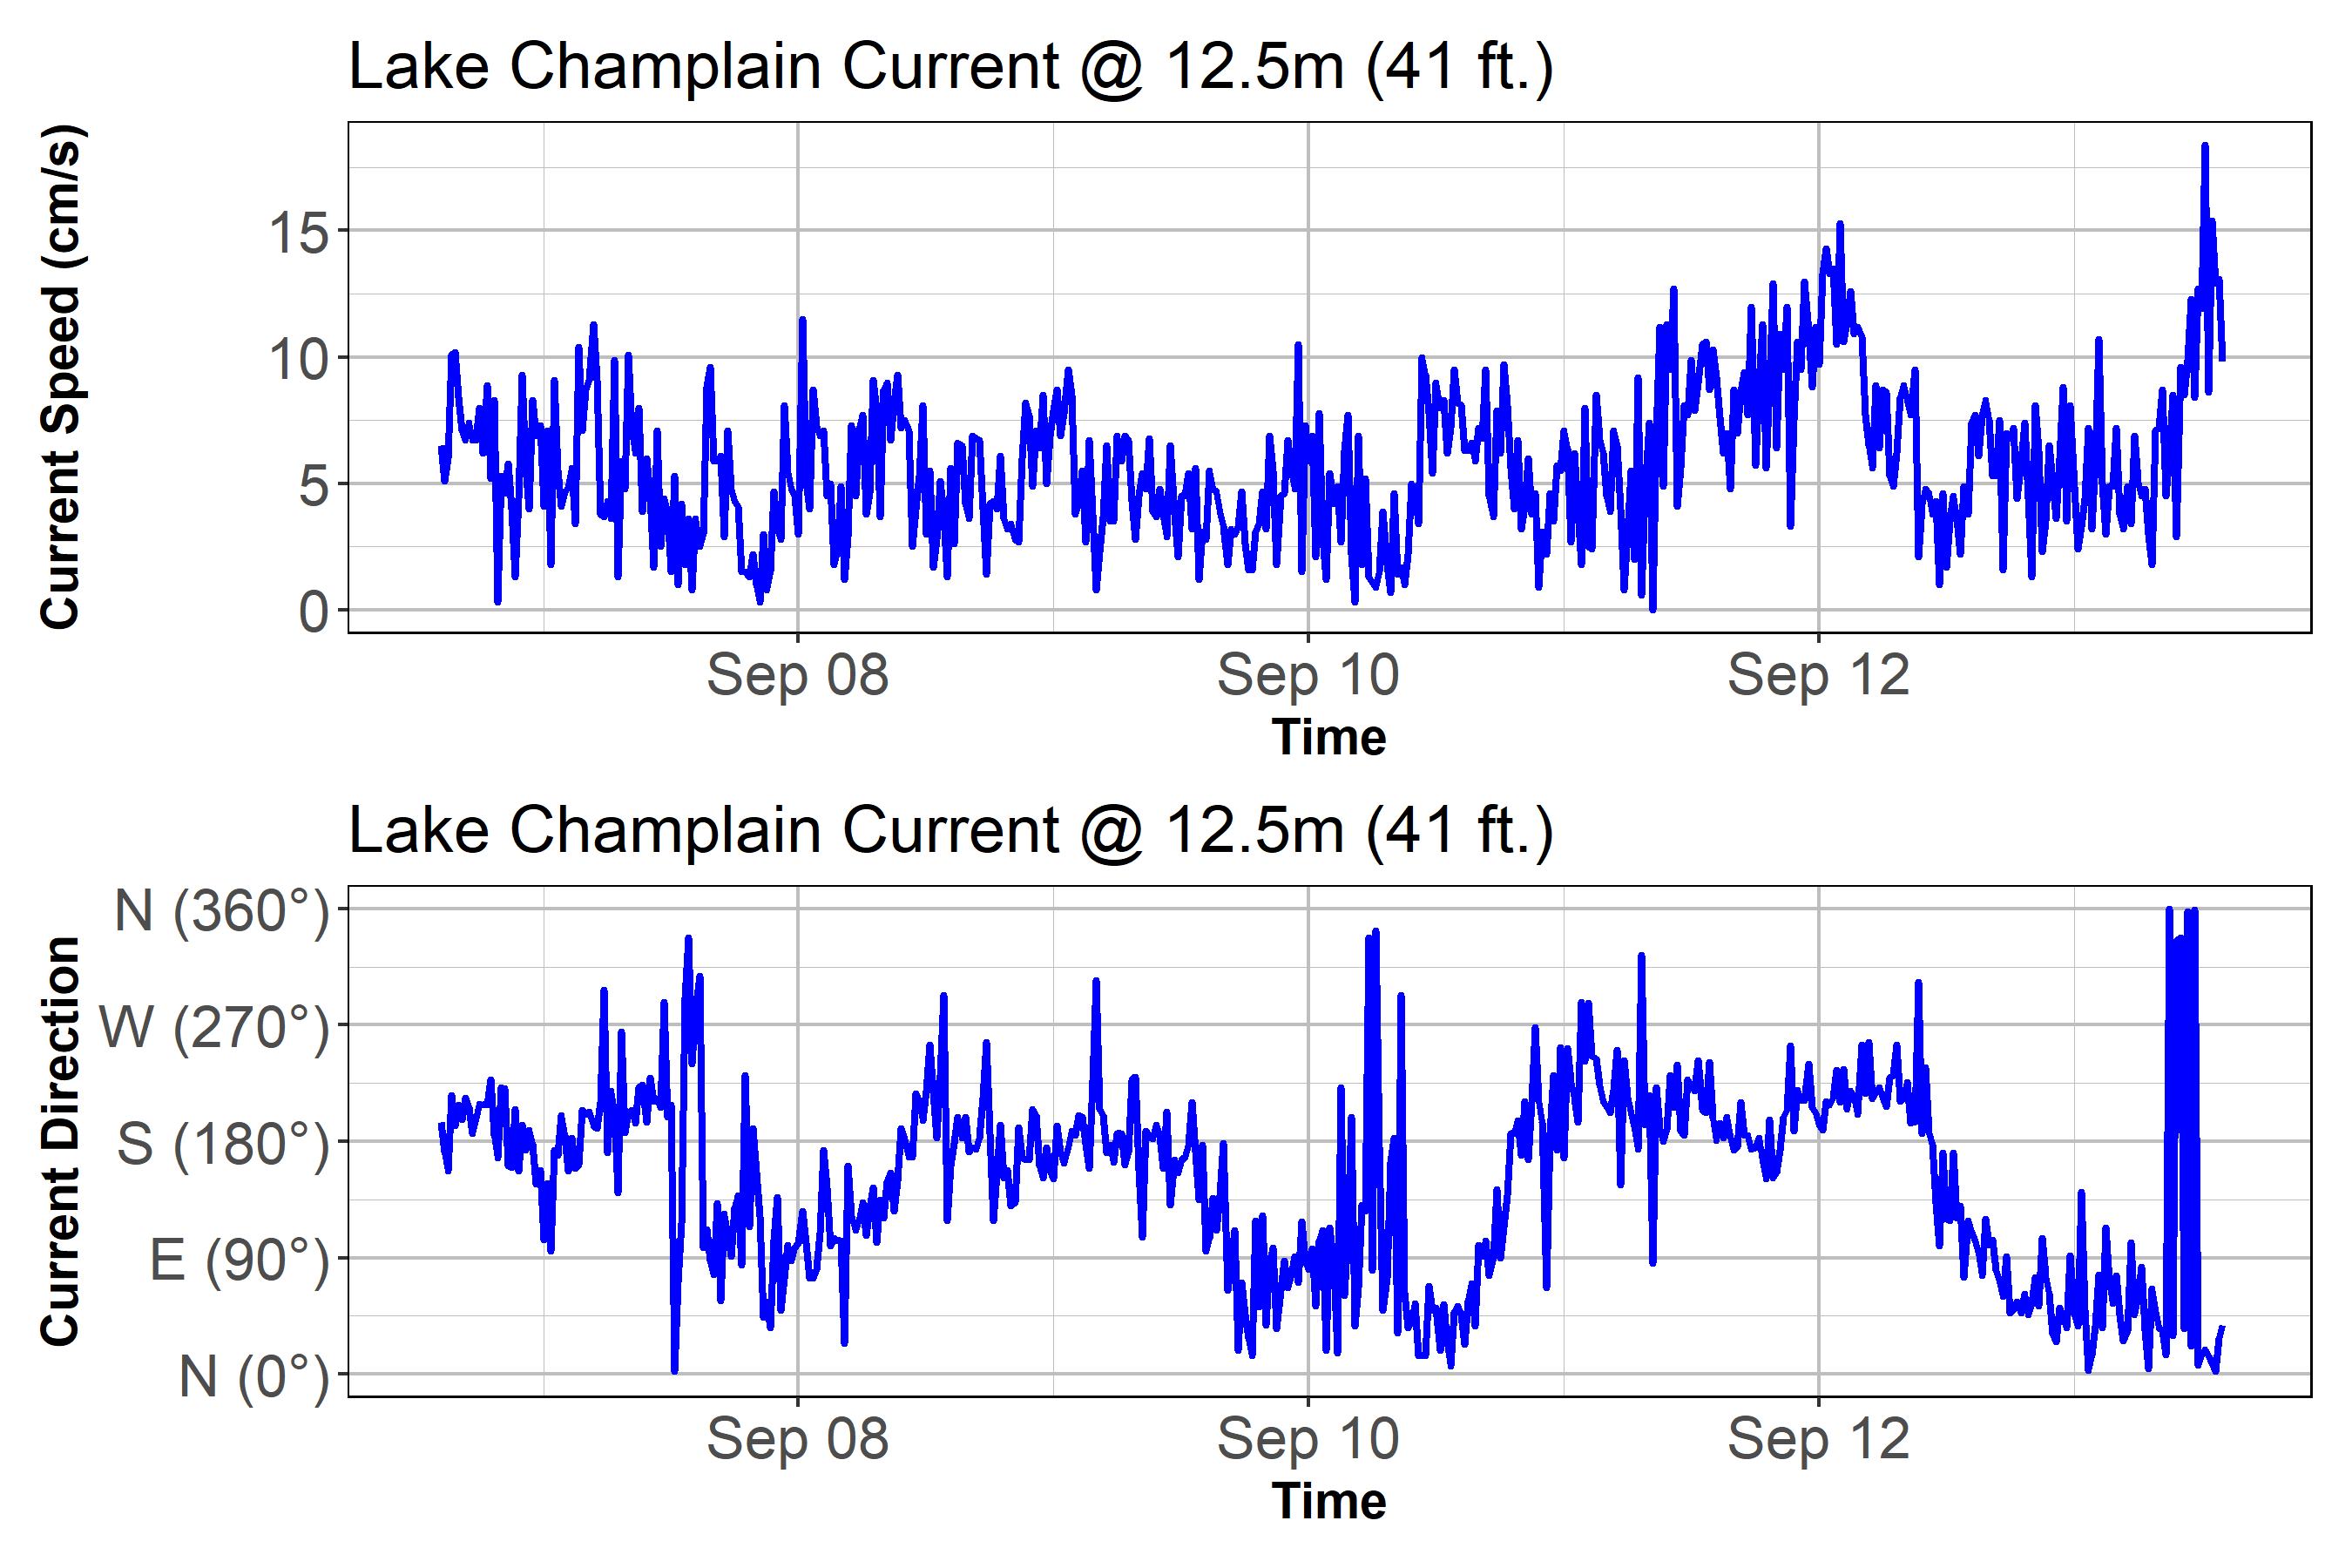 Lake Champlain Current @ 12.5m (41 ft.)
Current Speed (cm/s)
15
10
5
0
Sep 08 Sep 10 Sep 12
Time
Lake Champlain Current @ 12.5m (41 ft.)
Current Direction
N (360°)
W (270°)
S (180°)
E (90°)
N (0°)
Sep 08 Sep 10 Sep 12
Time